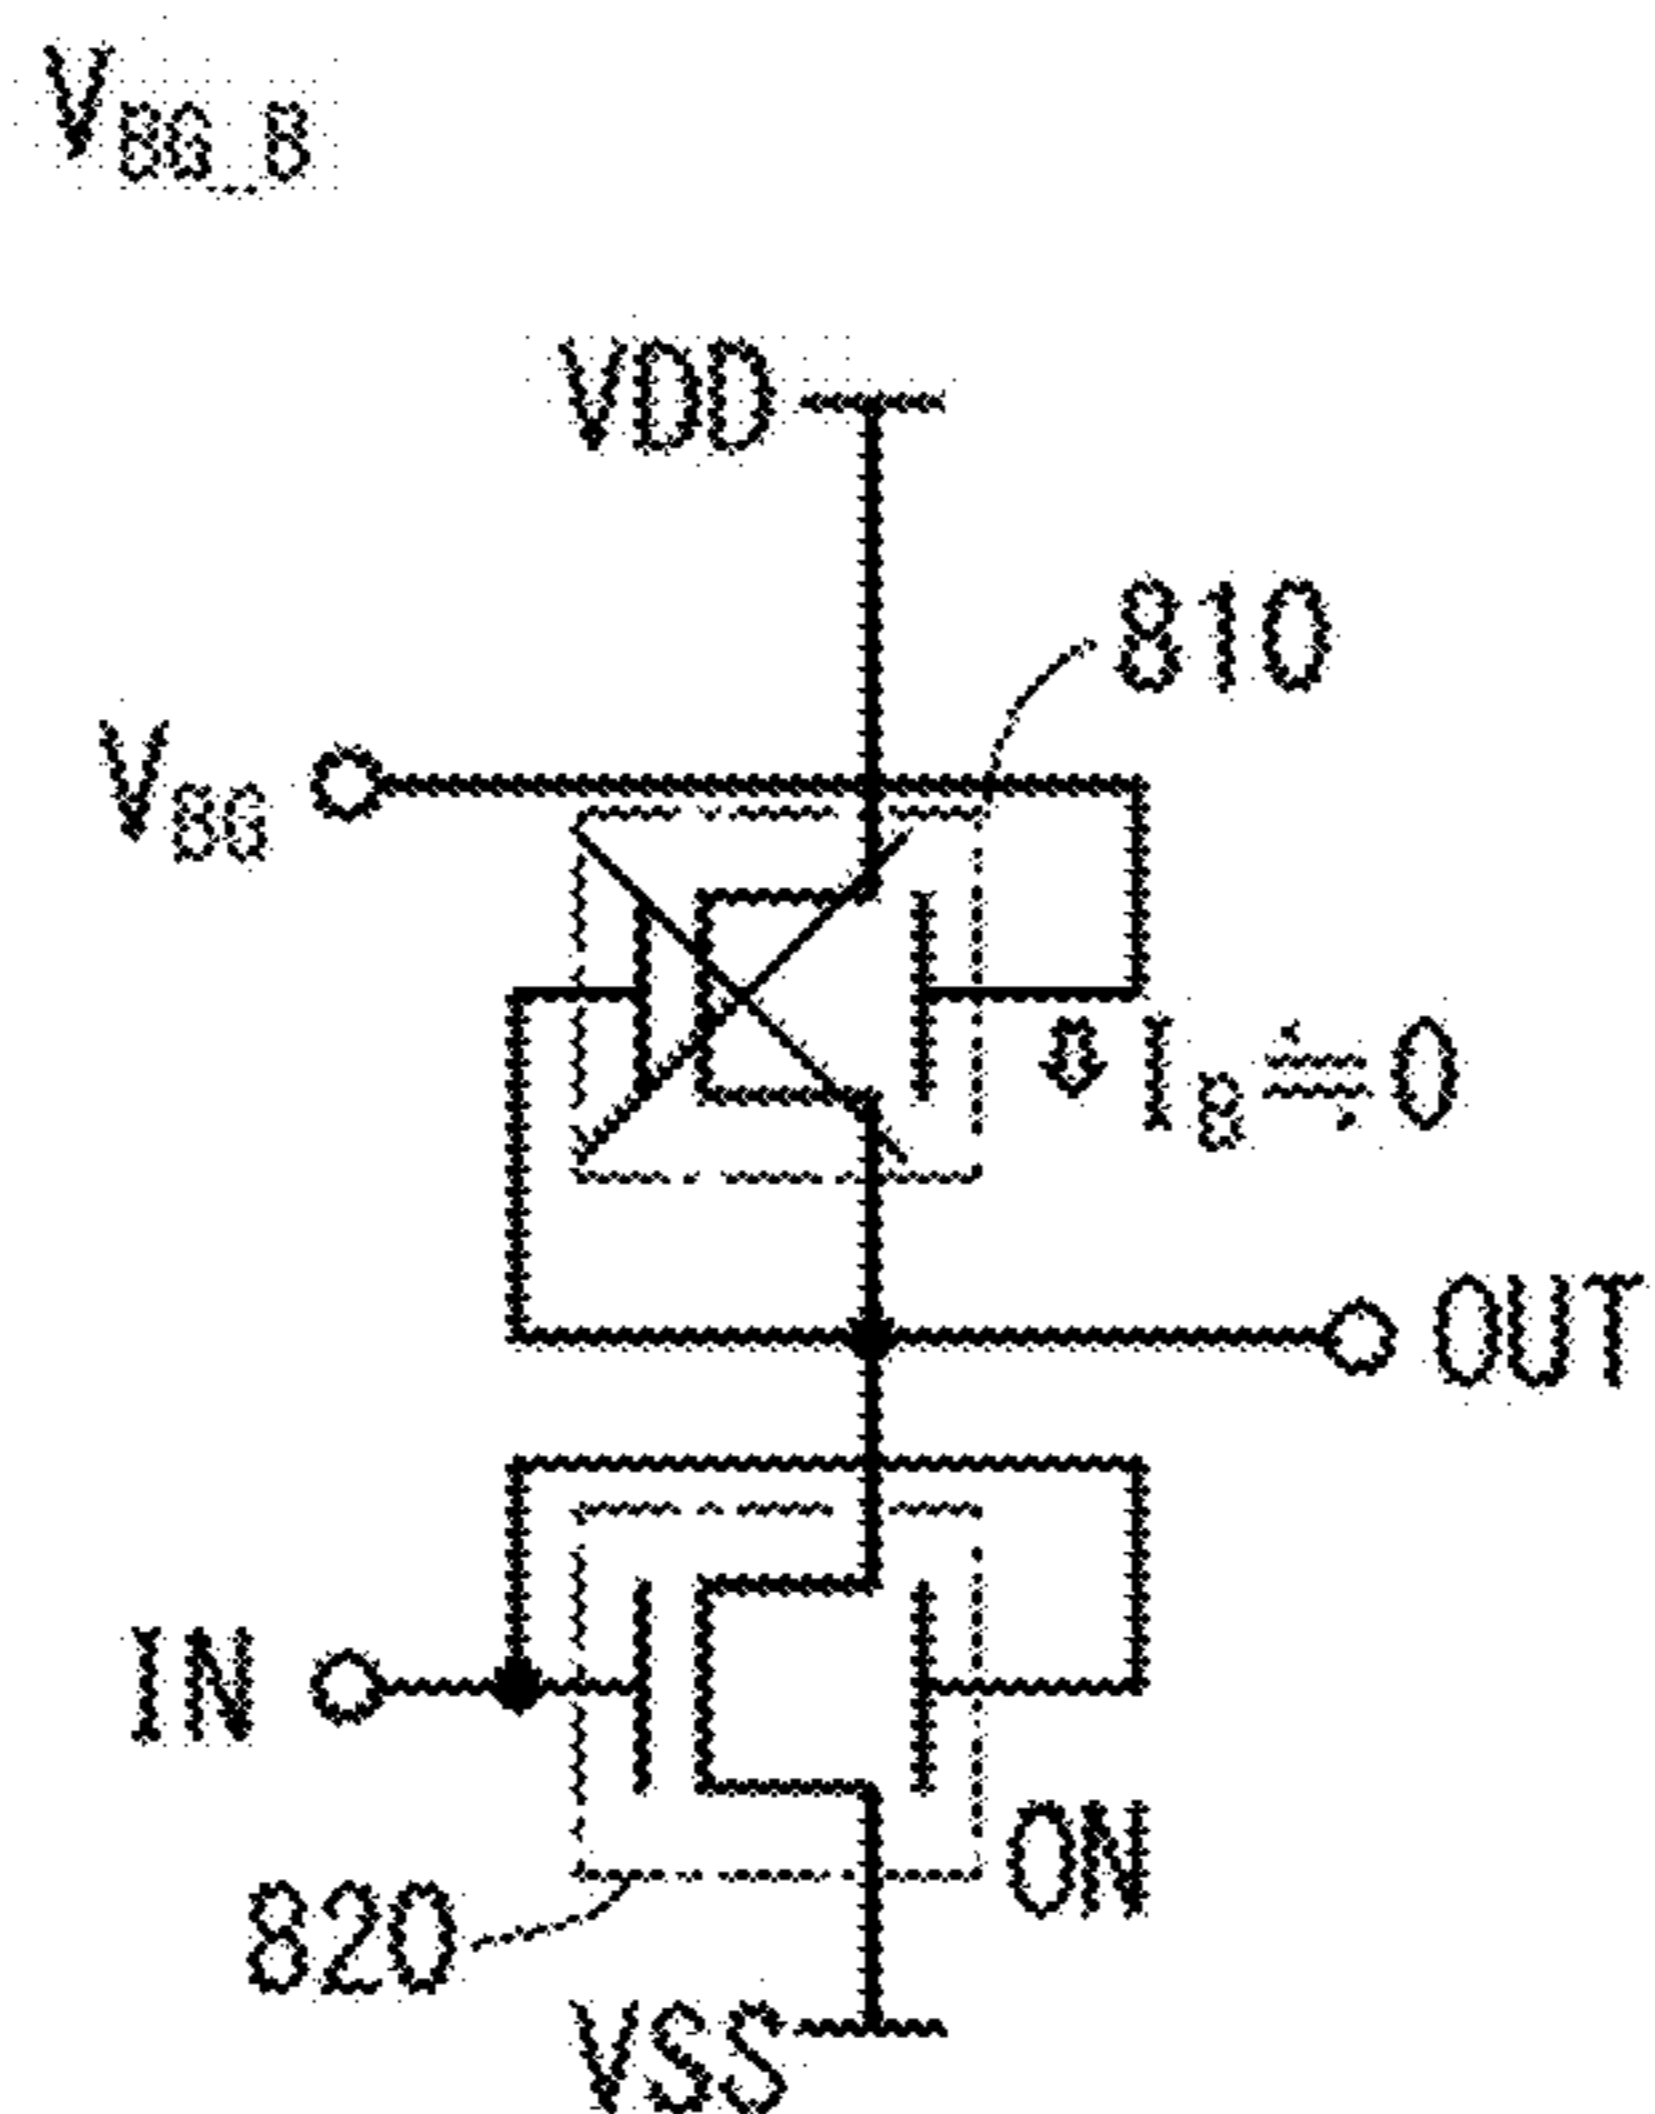 VBG_B
VDD
810
VBG
⇩ IB≒0
OUT
IN
ON
820
VSS